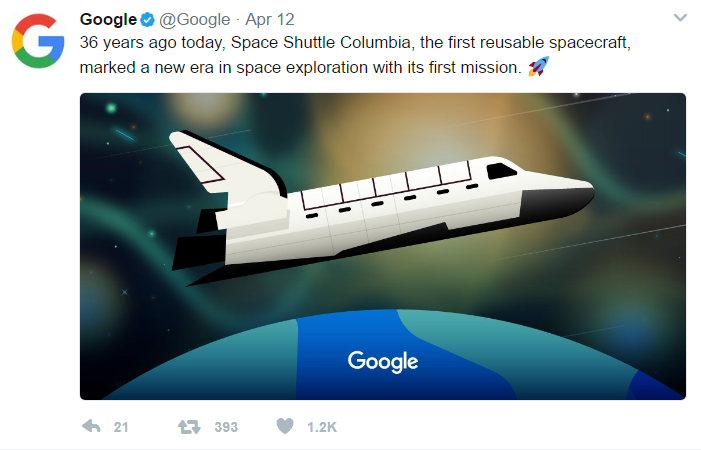 Google @Google · Apr 12
36 years ago today, Space Shuttle Columbia, the first reusable spacecraft,
marked a new era in space exploration with its first mission. 🚀
Google
21 393 1.2K